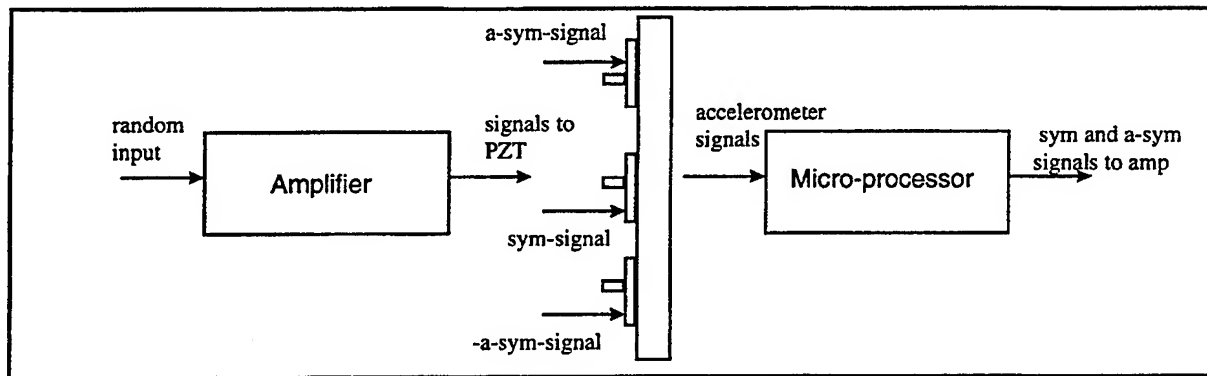 a-sym-signal
random
input
Amplifier
signals to
PZT
sym-signal
-a-sym-signal
accelerometer
signals
Micro-processor
sym and a-sym
signals to amp